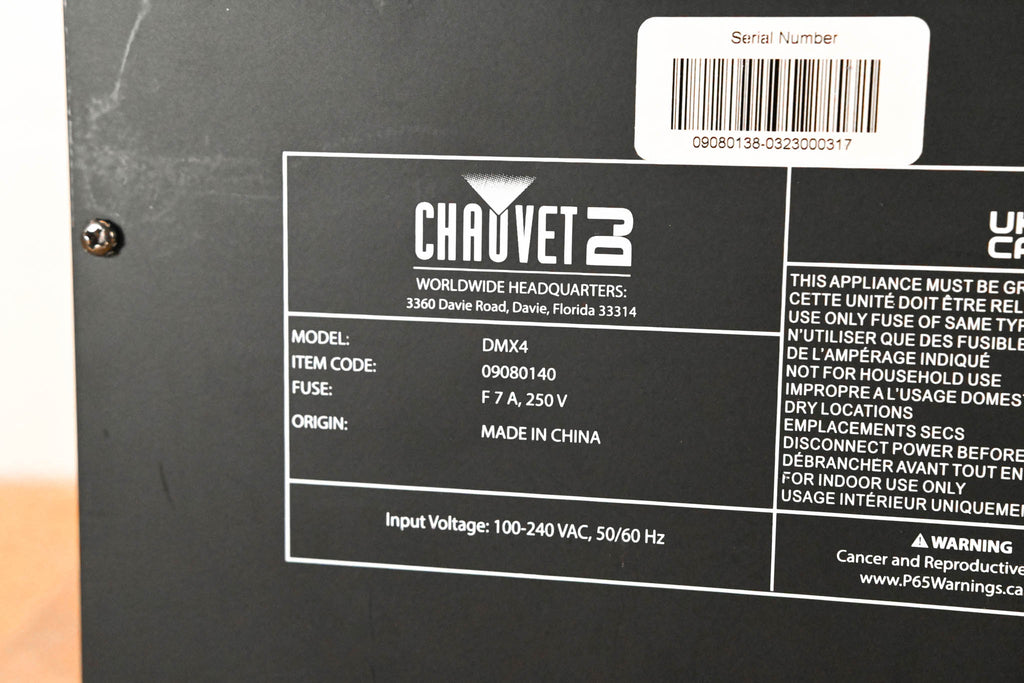 Serial Number
09080138-0323000317
CHAUVET DJ
WORLDWIDE HEADQUARTERS:
3360 Davie Road, Davie, Florida 33314
MODEL: DMX4
ITEM CODE: 09080140
FUSE: F 7 A, 250 V
ORIGIN: MADE IN CHINA
Input Voltage: 100-240 VAC, 50/60 Hz
UK
CA
THIS APPLIANCE MUST BE GR
CETTE UNITÉ DOIT ÊTRE REL
USE ONLY FUSE OF SAME TYP
N'UTILISER QUE DES FUSIBLE
DE L'AMPÉRAGE INDIQUÉ
NOT FOR HOUSEHOLD USE
IMPROPRE A L'USAGE DOMEST
DRY LOCATIONS
EMPLACEMENTS SECS
DISCONNECT POWER BEFORE
DÉBRANCHER AVANT TOUT EN
FOR INDOOR USE ONLY
USAGE INTÉRIEUR UNIQUEME
WARNING
Cancer and Reproductive
www.P65Warnings.ca